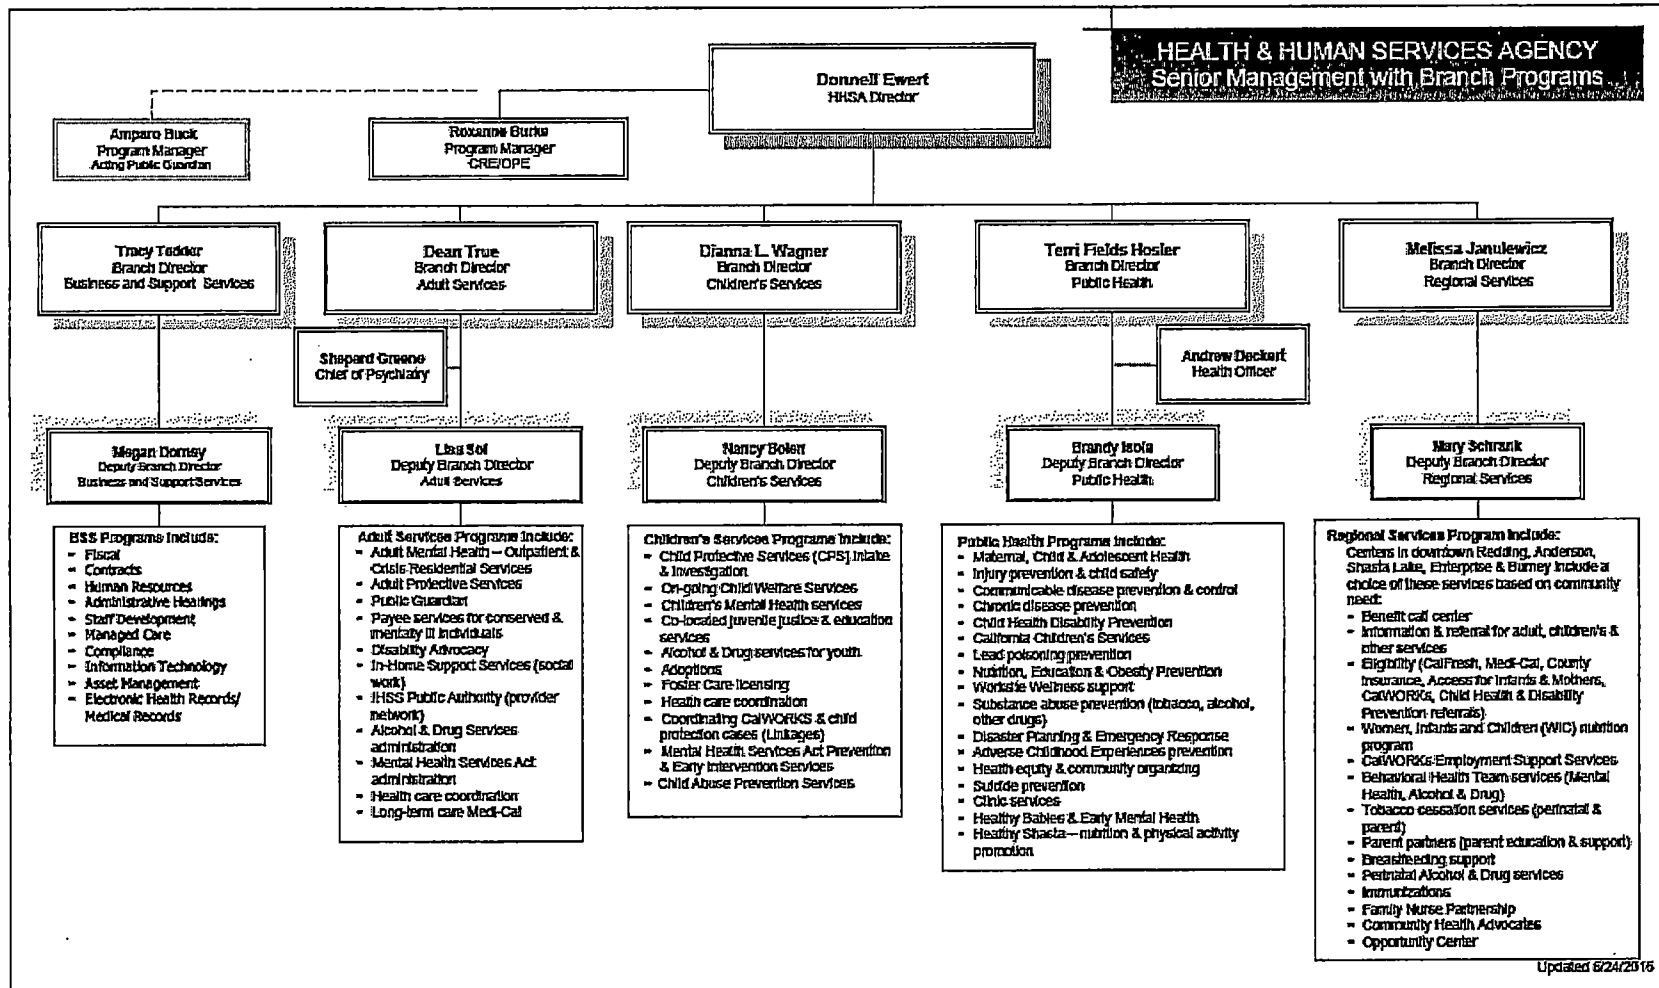 HEALTH & HUMAN SERVICES AGENCY
Senior Management with Branch Programs
Donnell Ewert
HHSA Director
Amparo Buck
Program Manager
Acting Public Guardian
Roxanne Burke
Program Manager
CRE/OPE
Tracy Tedder
Branch Director
Business and Support Services
Dean True
Branch Director
Adult Services
Dianna L. Wagner
Branch Director
Children's Services
Terri Fields Hosler
Branch Director
Public Health
Melissa Janulewicz
Branch Director
Regional Services
Shepard Greene
Chief of Psychiatry
Andrew Deckert
Health Officer
Megan Dorney
Deputy Branch Director
Business and Support Services
Lisa Sol
Deputy Branch Director
Adult Services
Nancy Bolen
Deputy Branch Director
Children's Services
Brandy Isola
Deputy Branch Director
Public Health
Mary Schrank
Deputy Branch Director
Regional Services
BSS Programs Include:
- Fiscal
- Contracts
- Human Resources
- Administrative Hearings
- Staff Development
- Managed Care
- Compliance
- Information Technology
- Asset Management
- Electronic Health Records/
Medical Records
Adult Services Programs Include:
- Adult Mental Health – Outpatient &
Crisis Residential Services
- Adult Protective Services
- Public Guardian
- Payee services for conserved &
mentally ill individuals
- Disability Advocacy
- In-Home Support Services (social
work)
- IHSS Public Authority (provider
network)
- Alcohol & Drug Services
administration
- Mental Health Services Act
administration
- Health care coordination
- Long-term care Medi-Cal
Children's Services Programs Include:
- Child Protective Services (CPS) Intake
& Investigation
- On-going Child Welfare Services
- Children's Mental Health services
- Co-located juvenile justice & education
services
- Alcohol & Drug services for youth
- Adoptions
- Foster Care licensing
- Health care coordination
- Coordinating CalWORKS & child
protection cases (Linkages)
- Mental Health Services Act Prevention
& Early Intervention Services
- Child Abuse Prevention Services
Public Health Programs Include:
- Maternal, Child & Adolescent Health
- Injury prevention & child safety
- Communicable disease prevention & control
- Chronic disease prevention
- Child Health Disability Prevention
- California Children's Services
- Lead poisoning prevention
- Nutrition, Education & Obesity Prevention
- Worksite Wellness support
- Substance abuse prevention (tobacco, alcohol,
other drugs)
- Disaster Planning & Emergency Response
- Adverse Childhood Experiences prevention
- Health equity & community organizing
- Suicide prevention
- Clinic services
- Healthy Babies & Early Mental Health
- Healthy Shasta – nutrition & physical activity
promotion
Regional Services Program Include:
Centers in downtown Redding, Anderson,
Shasta Lake, Enterprise & Burney include a
choice of these services based on community
need:
- Benefit call center
- Information & referral for adult, children's &
other services
- Eligibility (CalFresh, Medi-Cal, County
Insurance, Access for Infants & Mothers,
CalWORKs, Child Health & Disability
Prevention referrals)
- Women, Infants and Children (WIC) nutrition
program
- CalWORKs Employment Support Services
- Behavioral Health Team services (Mental
Health, Alcohol & Drug)
- Tobacco cessation services (perinatal &
parent)
- Parent partners (parent education & support)
- Breastfeeding support
- Perinatal Alcohol & Drug services
- Immunizations
- Family Nurse Partnership
- Community Health Advocates
- Opportunity Center
Updated